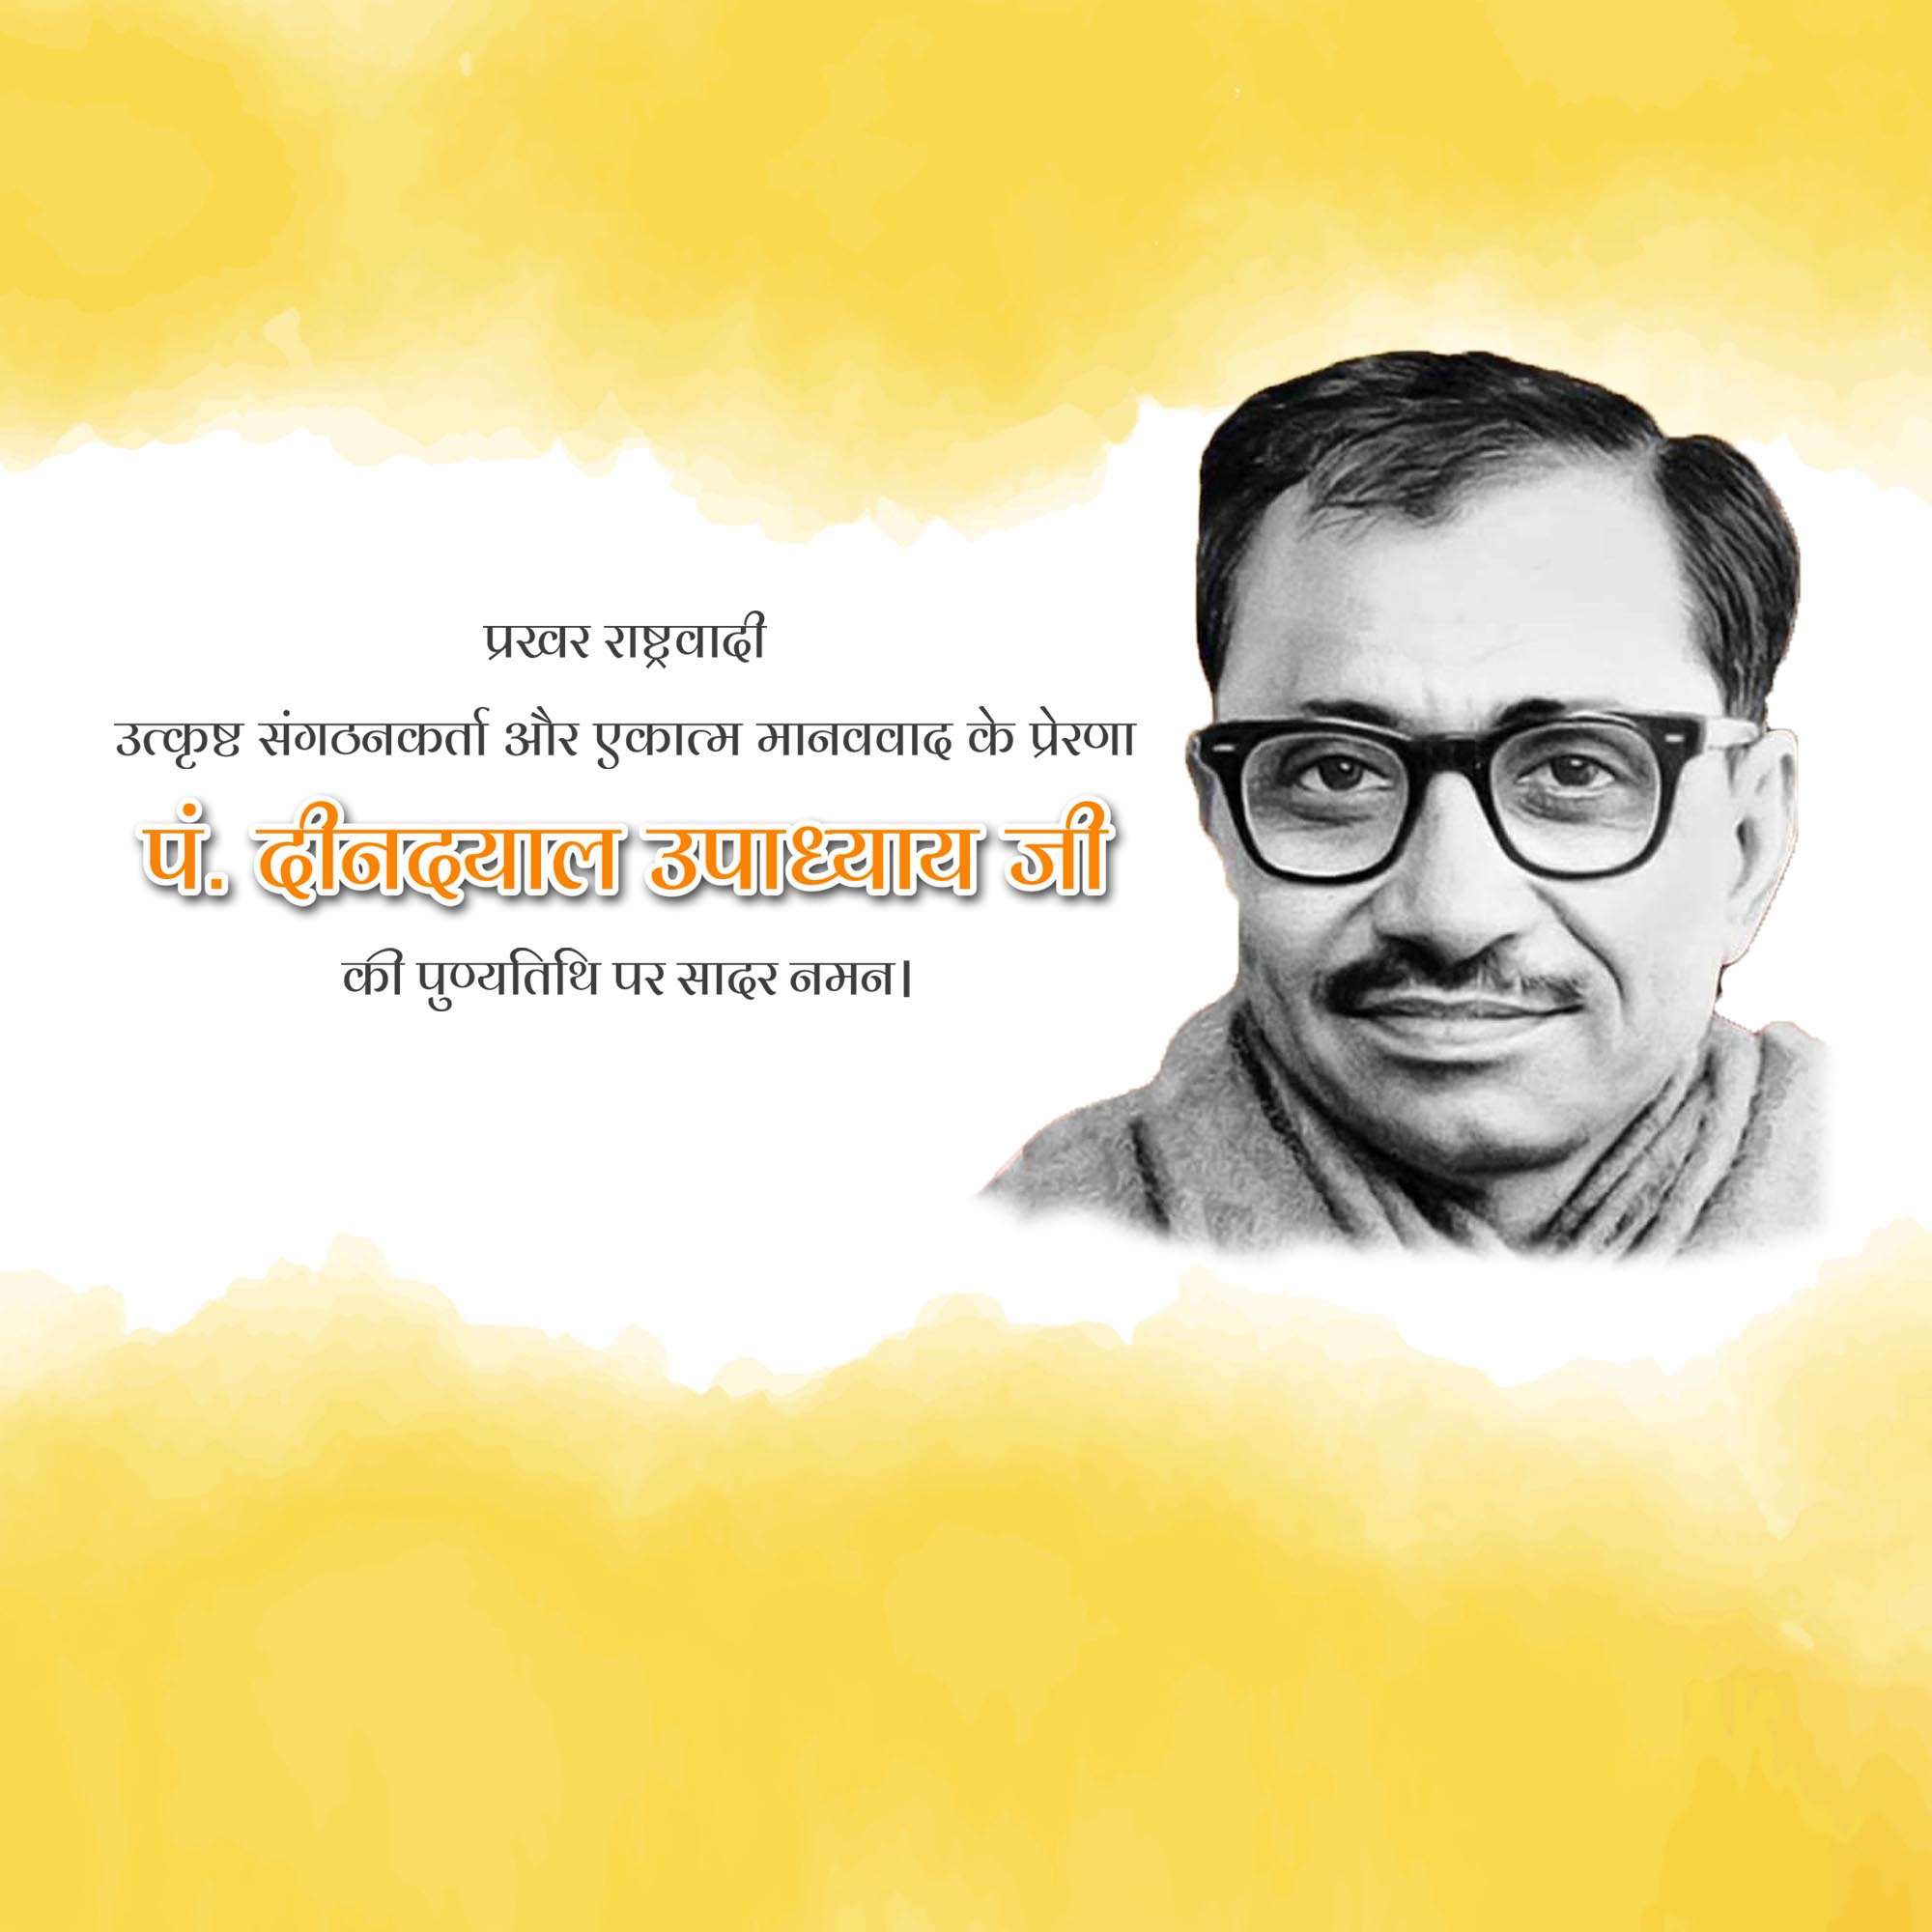 प्रखर राष्ट्रवादी
उत्कृष्ट संगठनकर्ता और एकात्म मानववाद के प्रेरणा
पं. दीनदयाल उपाध्याय जी
की पुण्यतिथि पर सादर नमन।